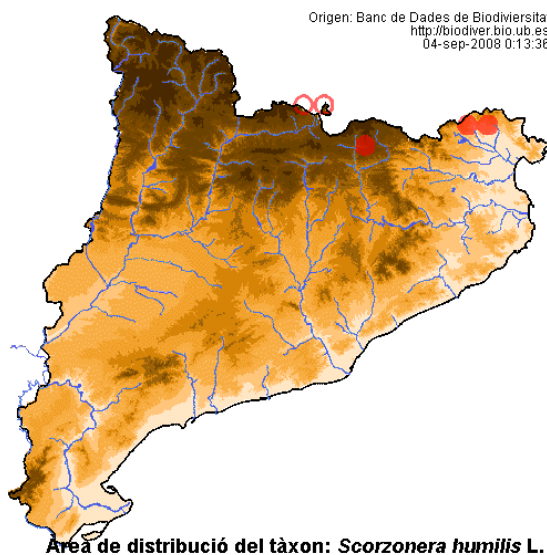 Origen: Banc de Dades de Biodiviersitat
http://biodiver.bio.ub.es
04-sep-2008 0:13:36
Àrea de distribució del tàxon: Scorzonera humilis L.